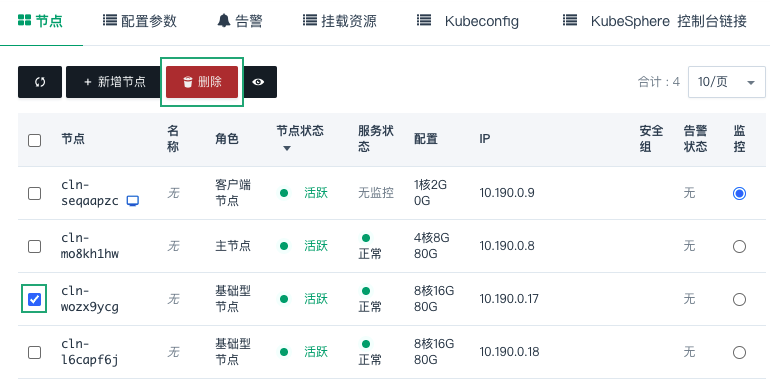 节点 配置参数 告警 挂载资源 Kubeconfig KubeSphere 控制台链接
+ 新增节点 删除 合计：4 10/页
节点 名称 角色 节点状态 服务状态 配置 IP 安全组 告警状态 监控
cln-seqaapzc 无 客户端节点 活跃 无监控 1核2G 0G 10.190.0.9 无
cln-mo8kh1hw 无 主节点 活跃 正常 4核8G 80G 10.190.0.8 无
cln-wozx9ycg 无 基础型节点 活跃 正常 8核16G 80G 10.190.0.17 无
cln-l6capf6j 无 基础型节点 活跃 正常 8核16G 80G 10.190.0.18 无